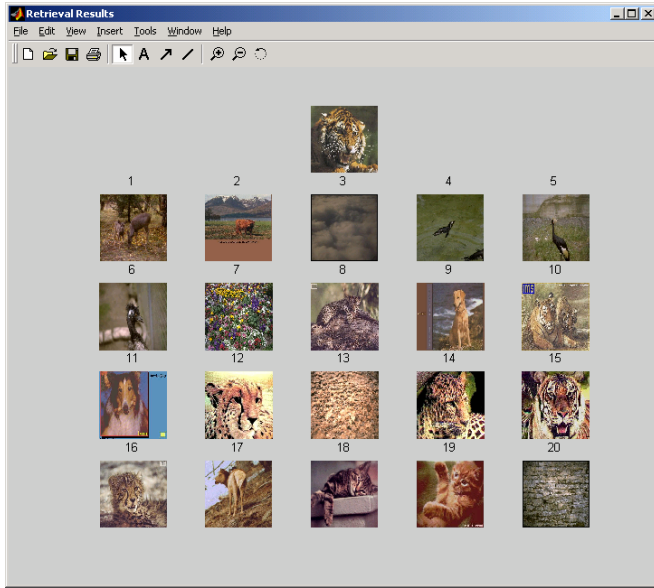 Retrieval Results
File Edit View Insert Tools Window Help
A
1 2 3 4 5
6 7 8 9 10
11 12 13 14 15
16 17 18 19 20